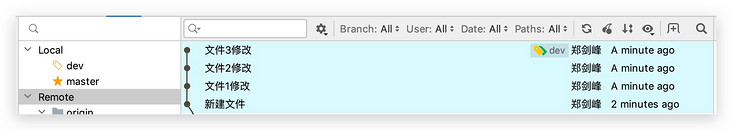 Branch: All User: All Date: All Paths: All
Local
dev
master
Remote
origin
文件3修改 dev 郑剑峰 A minute ago
文件2修改 郑剑峰 A minute ago
文件1修改 郑剑峰 A minute ago
新建文件 郑剑峰 2 minutes ago